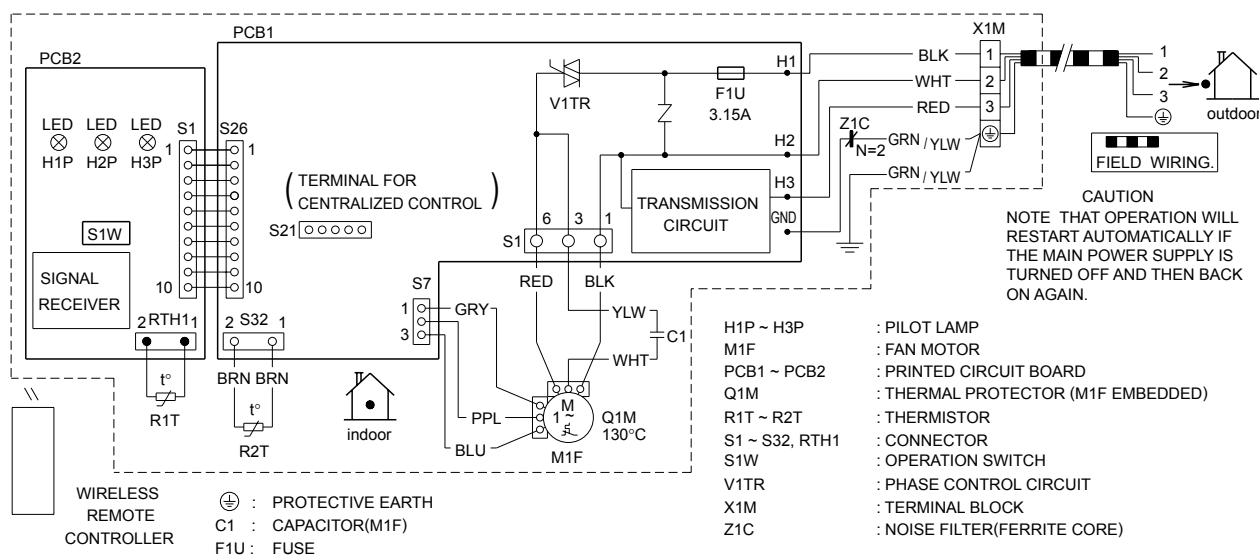 PCB2
PCB1
LED LED LED
H1P H2P H3P
S1 S26
1 1
10 10
S1W
SIGNAL
RECEIVER
2 RTH1 1
2 S32 1
t°
R1T
BRN BRN
t°
R2T
( TERMINAL FOR
CENTRALIZED CONTROL )
S21
V1TR
F1U
3.15A
H1
H2
H3
GND
TRANSMISSION
CIRCUIT
6 3 1
S1
RED BLK
YLW
C1
WHT
S7
1
3
GRY
PPL
BLU
M
1~
Q1M
130°C
M1F
indoor
X1M
BLK 1
WHT 2
RED 3
Z1C
N=2
GRN / YLW
GRN / YLW
1
2
3
outdoor
FIELD WIRING.
CAUTION
NOTE THAT OPERATION WILL
RESTART AUTOMATICALLY IF
THE MAIN POWER SUPPLY IS
TURNED OFF AND THEN BACK
ON AGAIN.
WIRELESS
REMOTE
CONTROLLER
: PROTECTIVE EARTH
C1 : CAPACITOR(M1F)
F1U : FUSE
H1P ~ H3P : PILOT LAMP
M1F : FAN MOTOR
PCB1 ~ PCB2 : PRINTED CIRCUIT BOARD
Q1M : THERMAL PROTECTOR (M1F EMBEDDED)
R1T ~ R2T : THERMISTOR
S1 ~ S32, RTH1 : CONNECTOR
S1W : OPERATION SWITCH
V1TR : PHASE CONTROL CIRCUIT
X1M : TERMINAL BLOCK
Z1C : NOISE FILTER(FERRITE CORE)